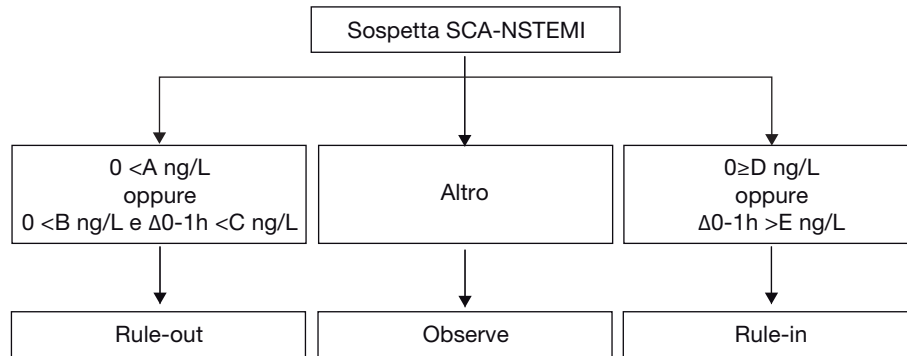 Sospetta SCA-NSTEMI
0 <A ng/L
oppure
0 <B ng/L e Δ0-1h <C ng/L
Altro
0≥D ng/L
oppure
Δ0-1h >E ng/L
Rule-out
Observe
Rule-in